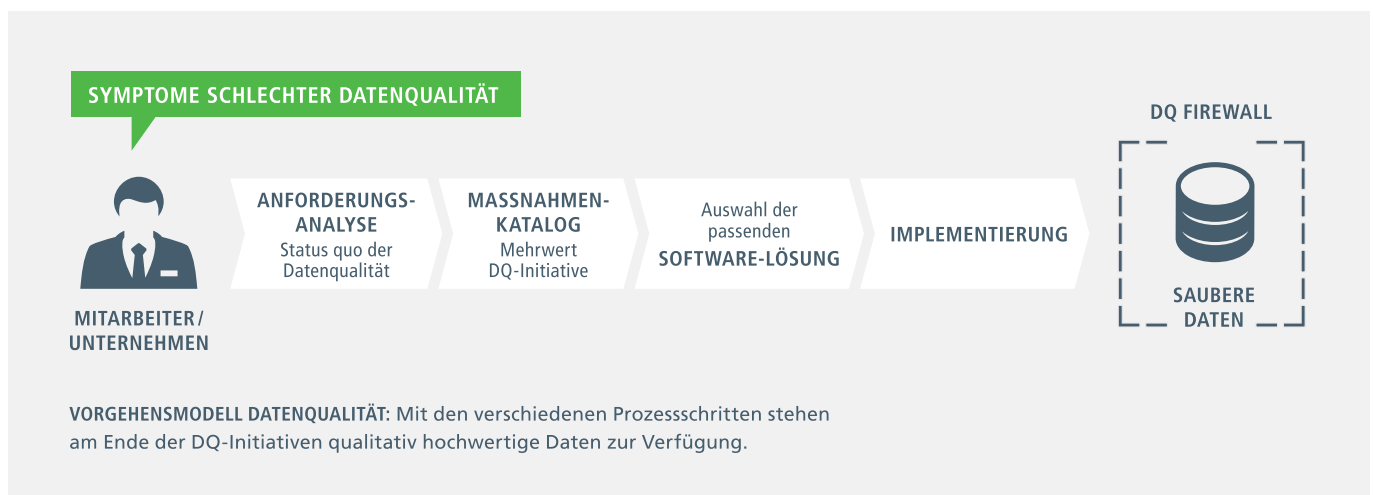 SYMPTOME SCHLECHTER DATENQUALITÄT
MITARBEITER/
UNTERNEHMEN
ANFORDERUNGS-
ANALYSE
Status quo der
Datenqualität
MASSNAHMEN-
KATALOG
Mehrwert
DQ-Initiative
Auswahl der
passenden
SOFTWARE-LÖSUNG
IMPLEMENTIERUNG
DQ FIREWALL
SAUBERE
DATEN
VORGEHENSMODELL DATENQUALITÄT: Mit den verschiedenen Prozessschritten stehen
am Ende der DQ-Initiativen qualitativ hochwertige Daten zur Verfügung.